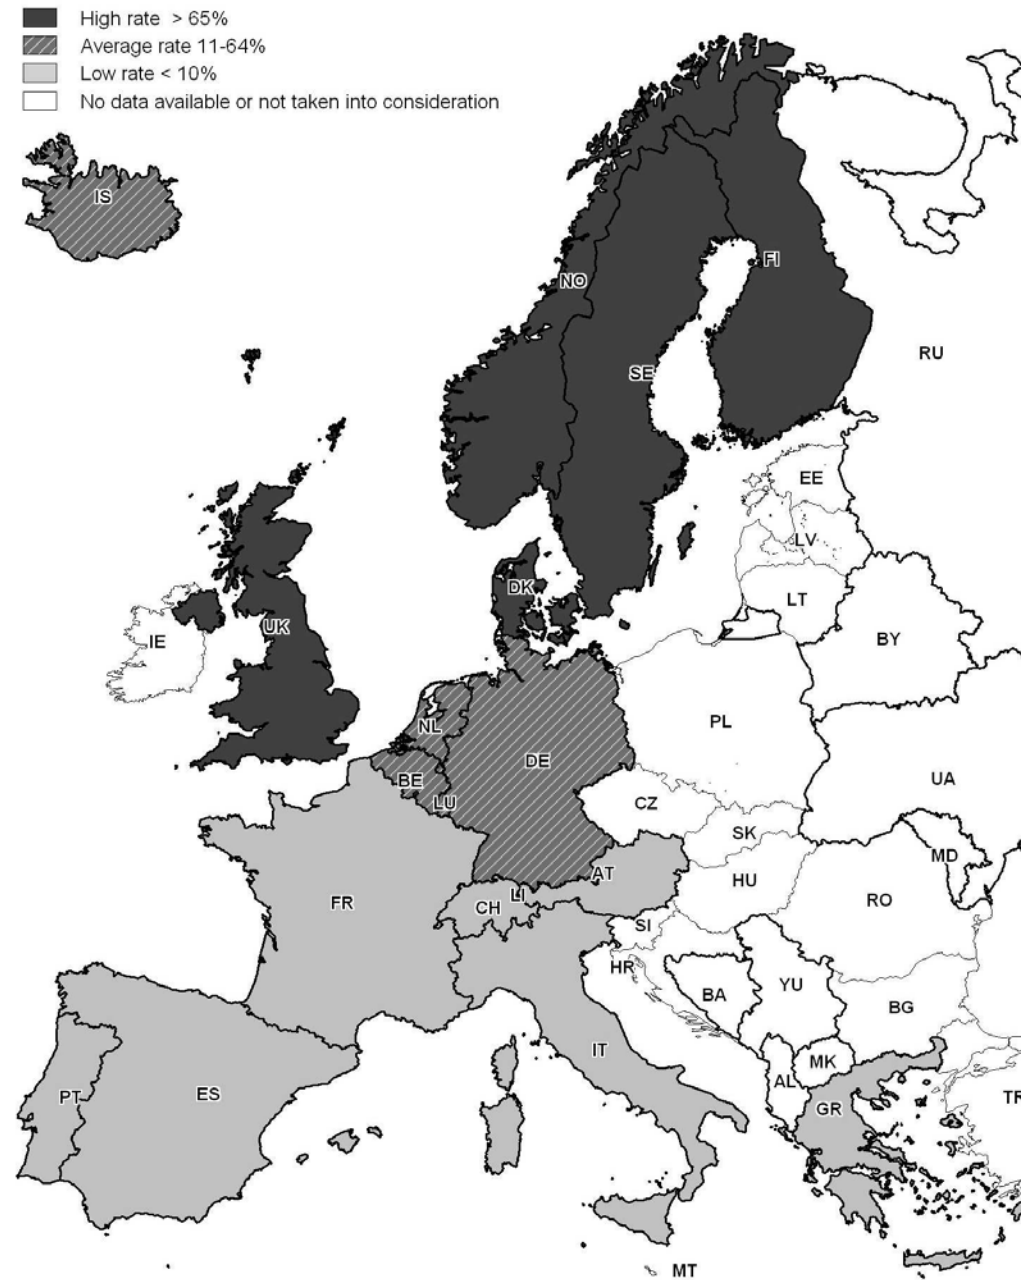 High rate > 65%
Average rate 11-64%
Low rate < 10%
No data available or not taken into consideration
IS
FI
NO
RU
SE
EE
LV
DK
LT
UK
BY
IE
PL
NL
DE
BE
UA
LU
CZ
SK
MD
AT
HU
LI
RO
FR
CH
SI
HR
YU
BA
BG
IT
MK
AL
ES
PT
TR
GR
MT